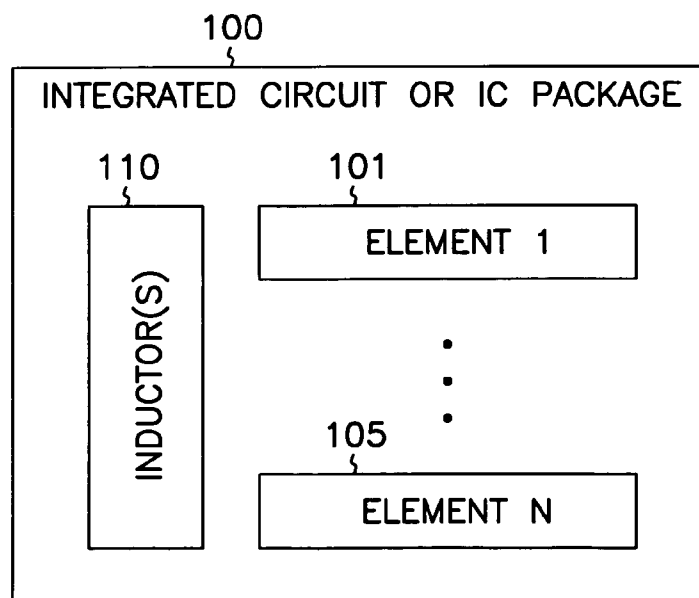 100
INTEGRATED CIRCUIT OR IC PACKAGE
110
101
INDUCTOR(S)
ELEMENT 1
105
ELEMENT N